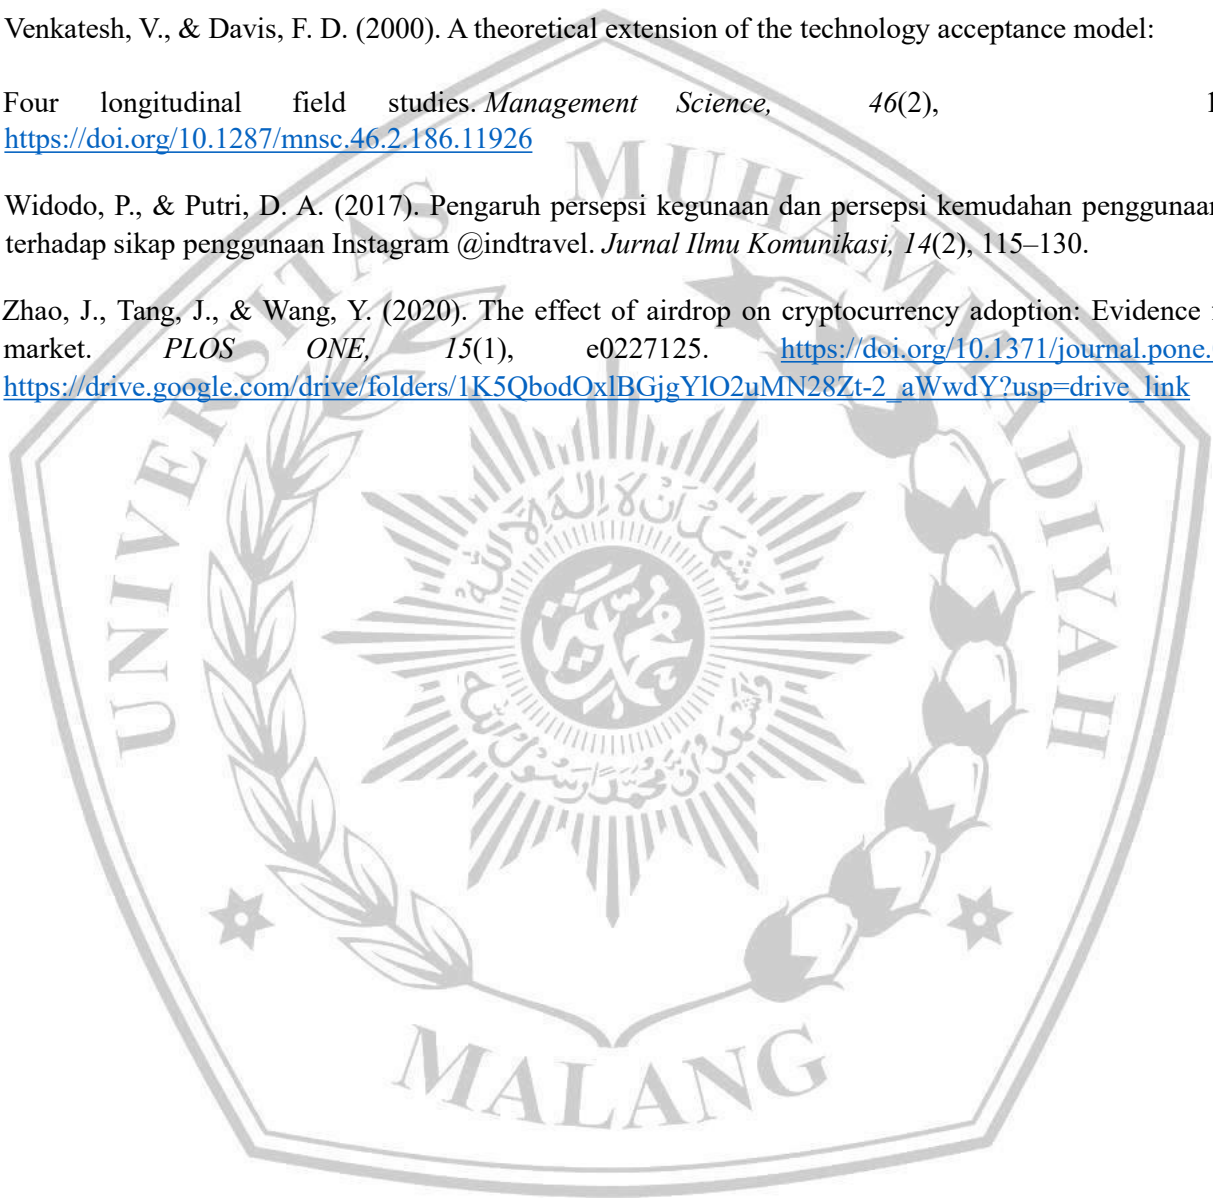 Venkatesh, V., & Davis, F. D. (2000). A theoretical extension of the technology acceptance model:
Four longitudinal field studies. Management Science, 46(2), 1
https://doi.org/10.1287/mnsc.46.2.186.11926
Widodo, P., & Putri, D. A. (2017). Pengaruh persepsi kegunaan dan persepsi kemudahan penggunaan
terhadap sikap penggunaan Instagram @indtravel. Jurnal Ilmu Komunikasi, 14(2), 115–130.
Zhao, J., Tang, J., & Wang, Y. (2020). The effect of airdrop on cryptocurrency adoption: Evidence
market. PLOS ONE, 15(1), e0227125. https://doi.org/10.1371/journal.pone.
https://drive.google.com/drive/folders/1K5QbodOxlBGjgYlO2uMN28Zt-2_aWwdY?usp=drive_link
UNIVERSITAS MUHAMMADIYAH
MALANG